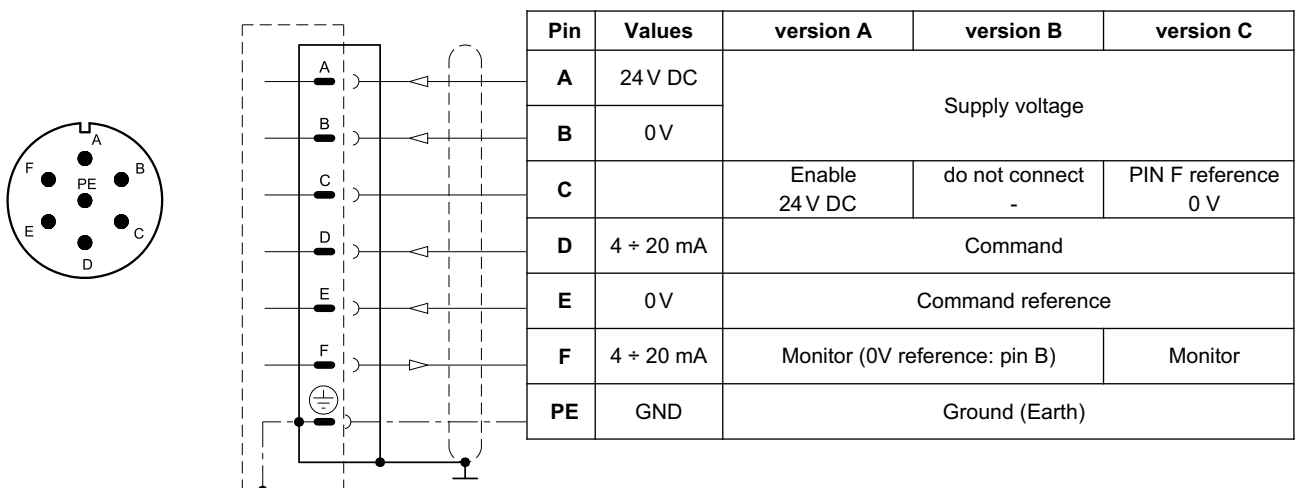 A
B
C
D
E
F
PE
A
B
C
D
E
F
Pin Values version A version B version C
A 24 V DC Supply voltage
B 0 V
C Enable 24 V DC do not connect - PIN F reference 0 V
D 4 ÷ 20 mA Command
E 0 V Command reference
F 4 ÷ 20 mA Monitor (0V reference: pin B) Monitor
PE GND Ground (Earth)